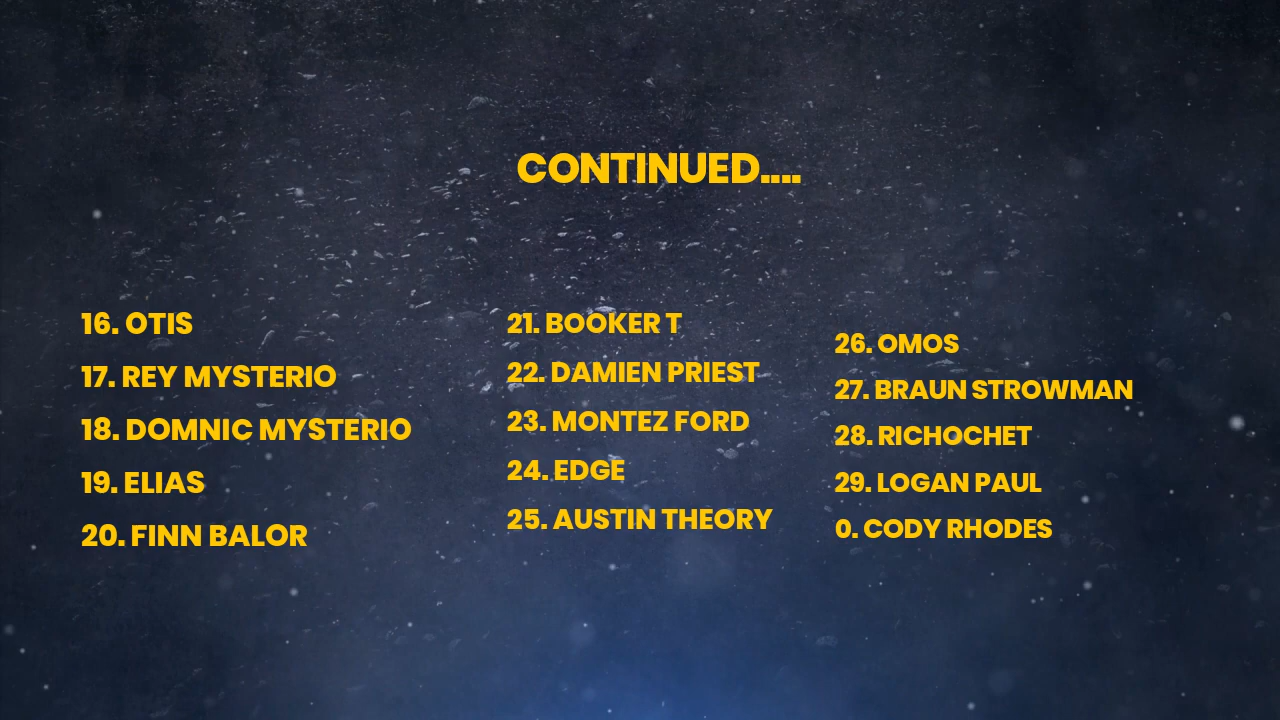 CONTINUED....
16. OTIS
17. REY MYSTERIO
18. DOMNIC MYSTERIO
19. ELIAS
20. FINN BALOR
21. BOOKER T
22. DAMIEN PRIEST
23. MONTEZ FORD
24. EDGE
25. AUSTIN THEORY
26. OMOS
27. BRAUN STROWMAN
28. RICHOCHET
29. LOGAN PAUL
0. CODY RHODES